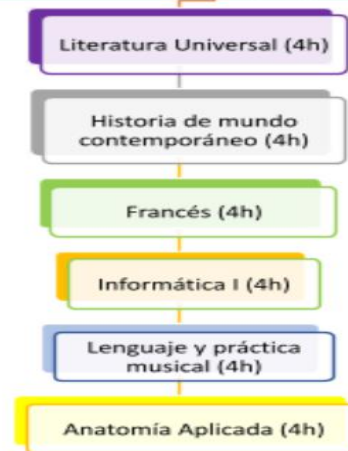 Literatura Universal (4h)
Historia de mundo
contemporáneo (4h)
Francés (4h)
Informática I (4h)
Lenguaje y práctica
musical (4h)
Anatomía Aplicada (4h)